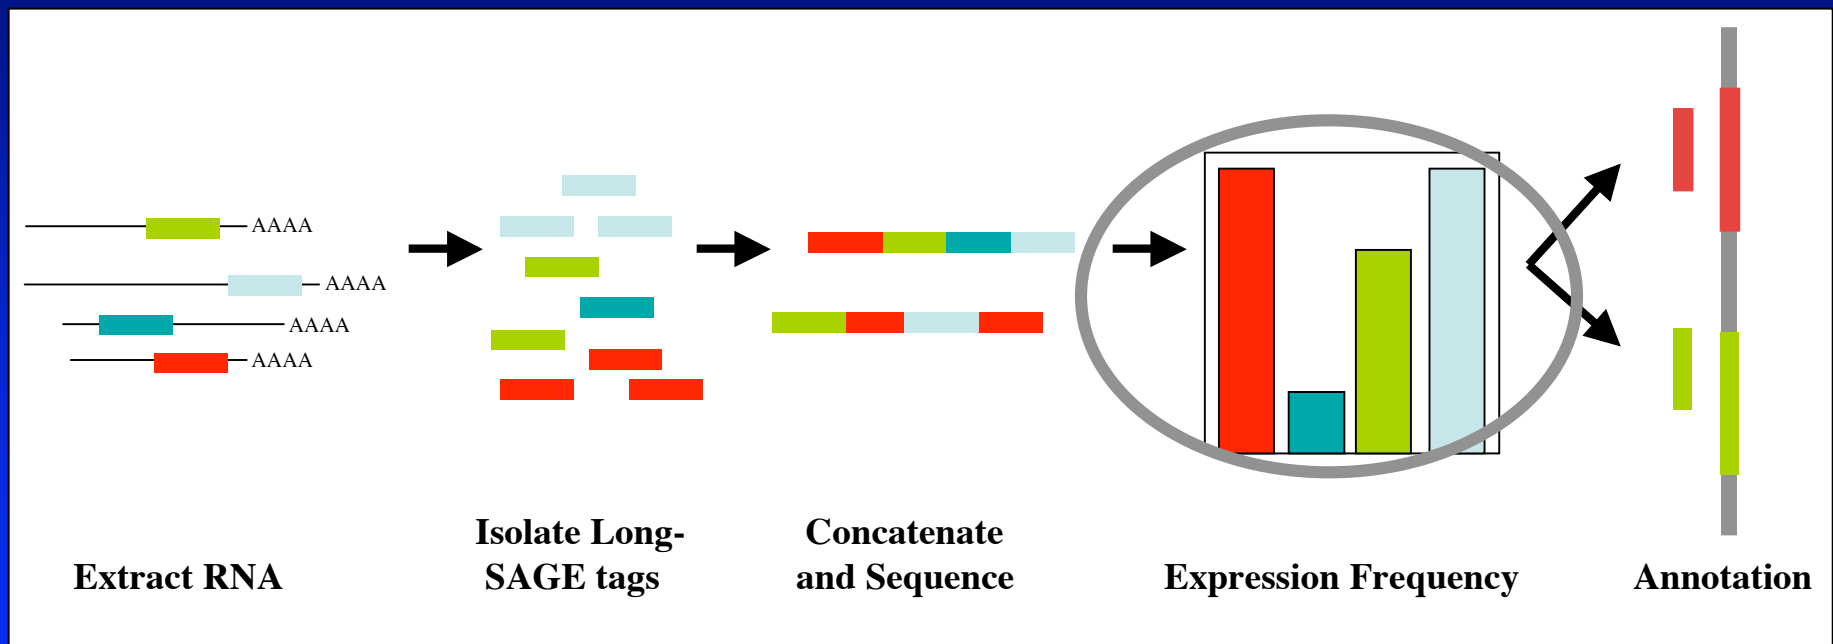 AAAA
AAAA
AAAA
AAAA
Extract RNA
Isolate Long-
SAGE tags
Concatenate
and Sequence
Expression Frequency
Annotation